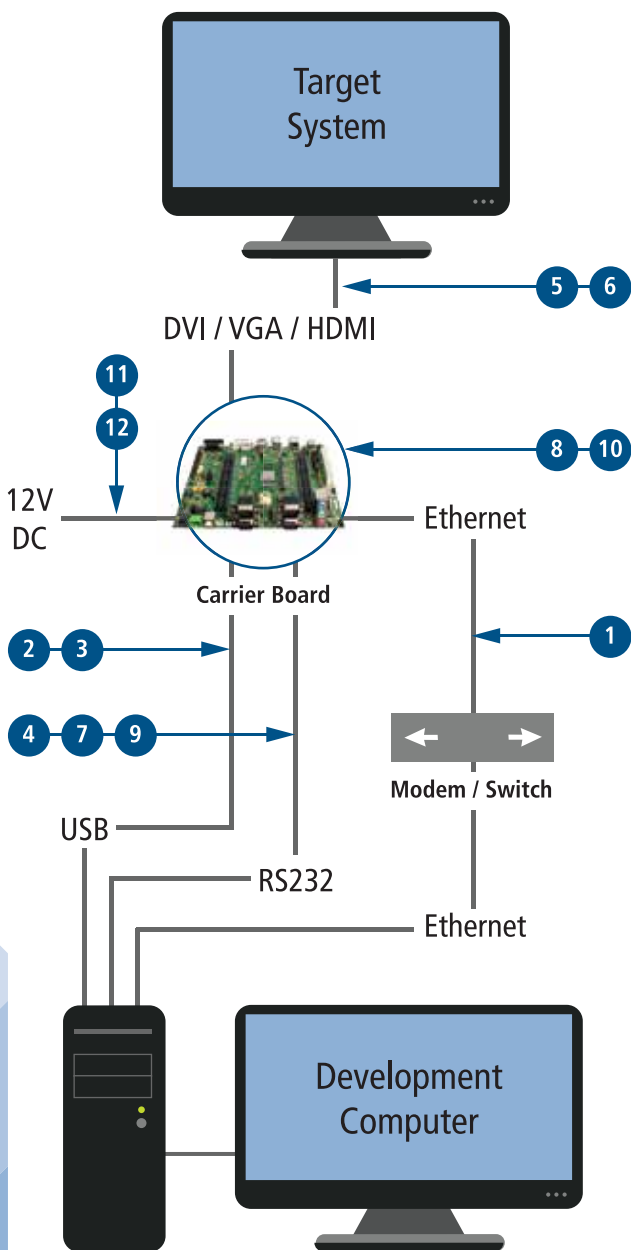 Target
System
5 6
DVI / VGA / HDMI
11
12
8 10
12V
DC
Ethernet
Carrier Board
2 3
1
4 7 9
Modem / Switch
USB
RS232
Ethernet
Development
Computer